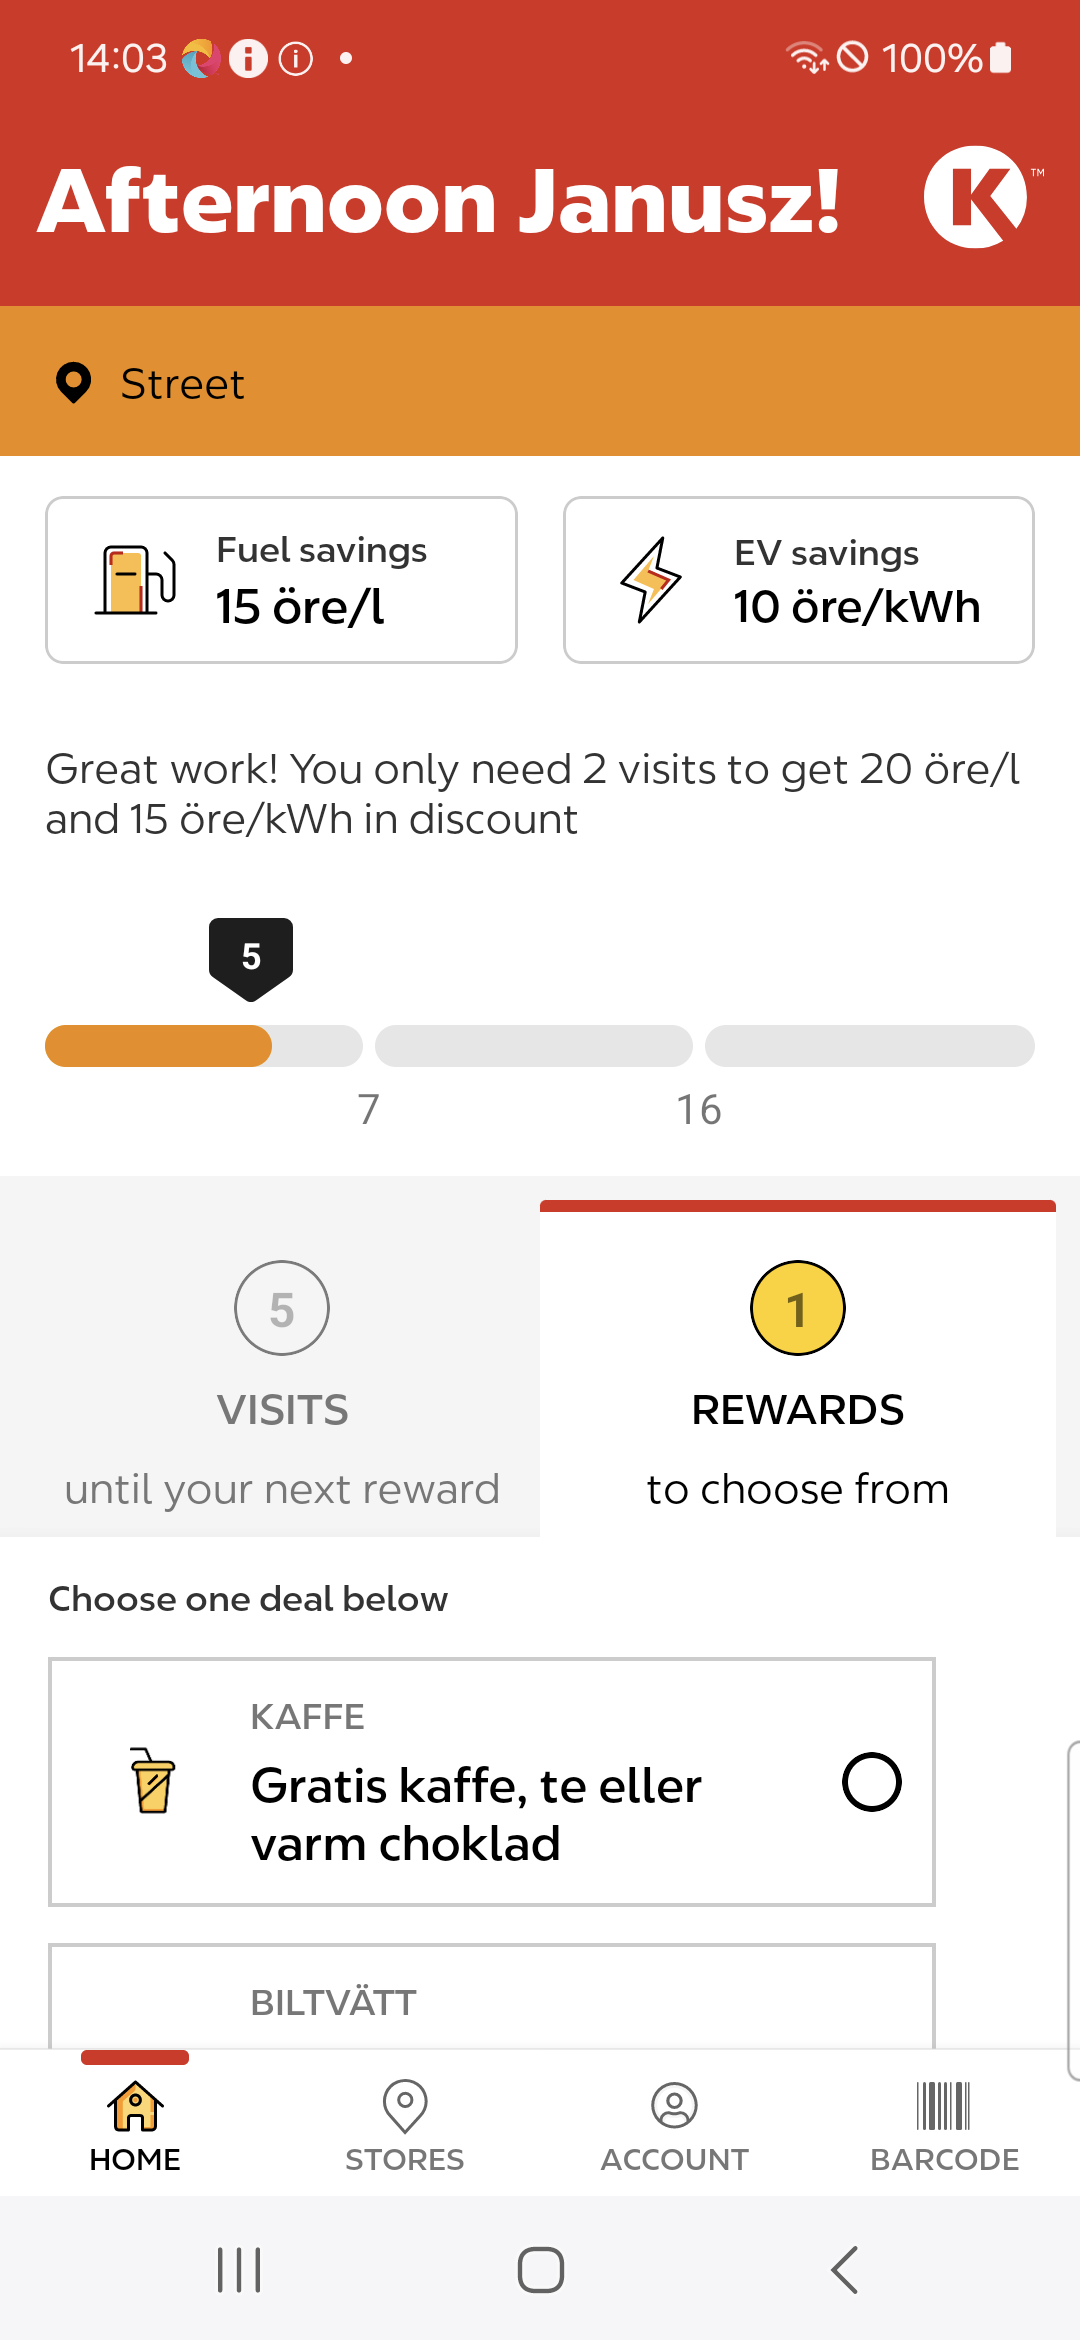 14:03
100%
Afternoon Janusz!
K
TM
Street
Fuel savings
15 öre/l
EV savings
10 öre/kWh
Great work! You only need 2 visits to get 20 öre/l
and 15 öre/kWh in discount
5
7
16
5
VISITS
until your next reward
1
REWARDS
to choose from
Choose one deal below
KAFFE
Gratis kaffe, te eller
varm choklad
BILTVÄTT
HOME
STORES
ACCOUNT
BARCODE